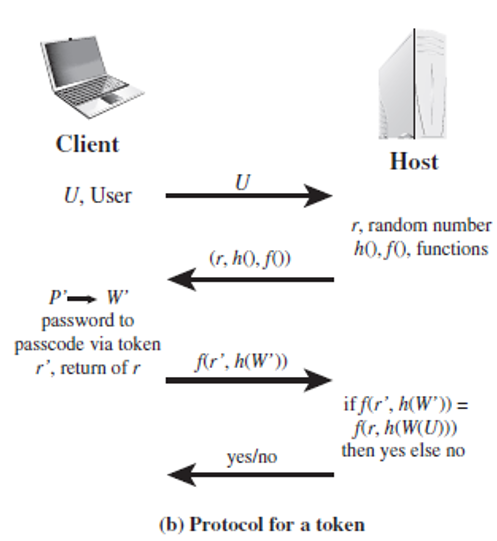 Client
Host
U, User
U
r, random number
h(), f(), functions
(r, h(), f())
P’ → W’
password to
passcode via token
r’, return of r
f(r’, h(W’))
if f(r’, h(W’)) =
f(r, h(W(U)))
then yes else no
yes/no
(b) Protocol for a token